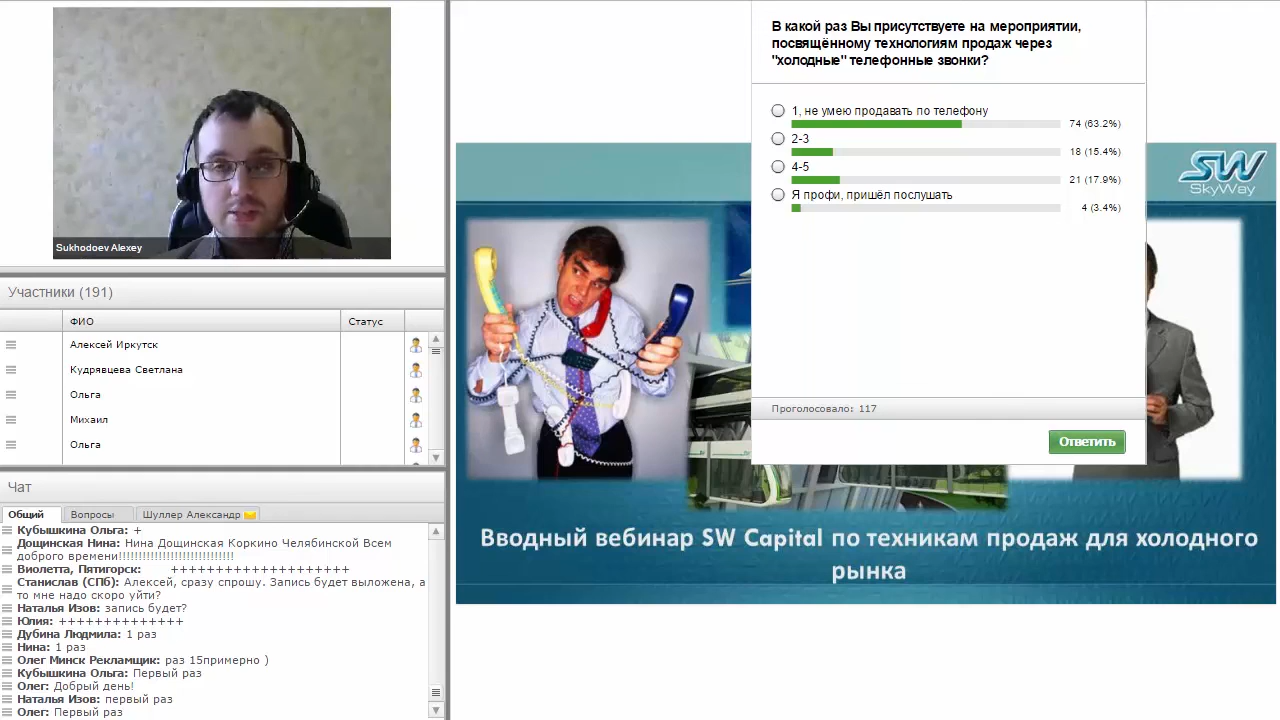 Sukhodoev Alexey
Участники (191)
ФИО
Статус
Алексей Иркутск
Кудрявцева Светлана
Ольга
Михаил
Ольга
Чат
Общий
Вопросы
Шуллер Александр
Кубышкина Ольга: +
Дощинская Нина: Нина Дощинская Коркино Челябинской Всем
доброго времени!!!!!!!!!!!!!!!!!!!!!!!!!!!!!
Виолетта, Пятигорск: ++++++++++++++++++++
Станислав (СПб): Алексей, сразу спрошу. Запись будет выложена, а
то мне надо скоро уйти?
Наталья Изов: запись будет?
Юлия: ++++++++++++++
Дубина Людмила: 1 раз
Нина: 1 раз
Олег Минск Рекламщик: раз 15примерно )
Кубышкина Ольга: Первый раз
Олег: Добрый день!
Наталья Изов: первый раз
Олег: Первый раз
В какой раз Вы присутствуете на мероприятии,
посвящённому технологиям продаж через
"холодные" телефонные звонки?
1, не умею продавать по телефону
74 (63.2%)
2-3
18 (15.4%)
4-5
21 (17.9%)
Я профи, пришёл послушать
4 (3.4%)
Проголосовало: 117
Ответить
SW
SkyWay
Вводный вебинар SW Capital по техникам продаж для холодного
рынка